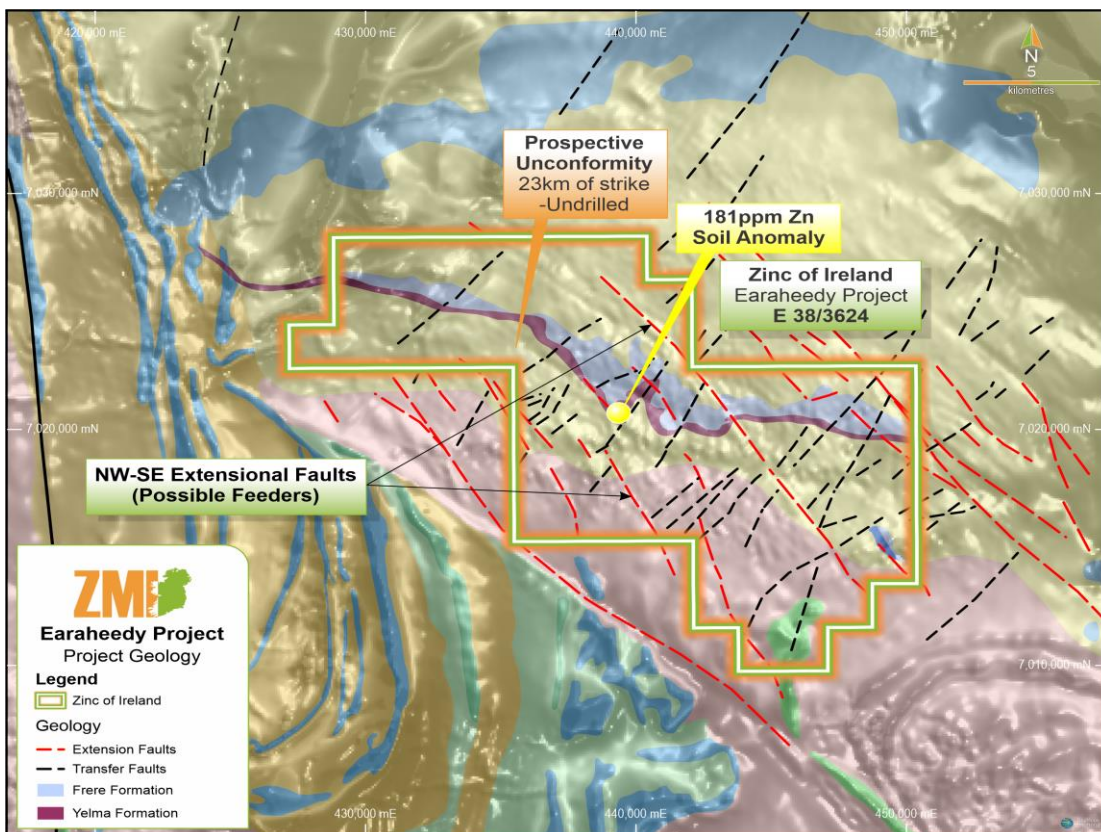 420,000 mE
430,000 mE
440,000 mE
450,000 mE
N
5
kilometres
7,030,000 mN
7,030,000 mN
Prospective
Unconformity
23km of strike
-Undrilled
181ppm Zn
Soil Anomaly
Zinc of Ireland
Earaheedy Project
E 38/3624
7,020,000 mN
7,020,000 mN
NW-SE Extensional Faults
(Possible Feeders)
ZMI
Earaheedy Project
Project Geology
Legend
Zinc of Ireland
Geology
Extension Faults
Transfer Faults
Frere Formation
Yelma Formation
7,010,000 mN
430,000 mE
440,000 mE
450,000 mE